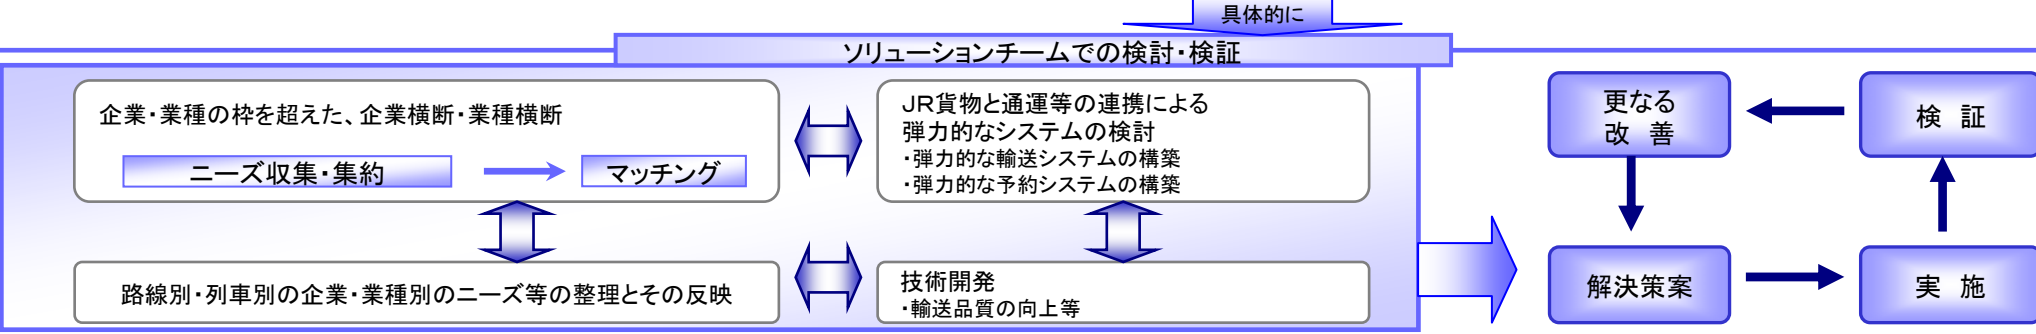 具体的に
ソリューションチームでの検討・検証
企業・業種の枠を超えた、企業横断・業種横断
ニーズ収集・集約
マッチング
JR貨物と通運等の連携による
弾力的なシステムの検討
・弾力的な輸送システムの構築
・弾力的な予約システムの構築
路線別・列車別の企業・業種別のニーズ等の整理とその反映
技術開発
・輸送品質の向上等
更なる
改 善
検 証
解決策案
実 施